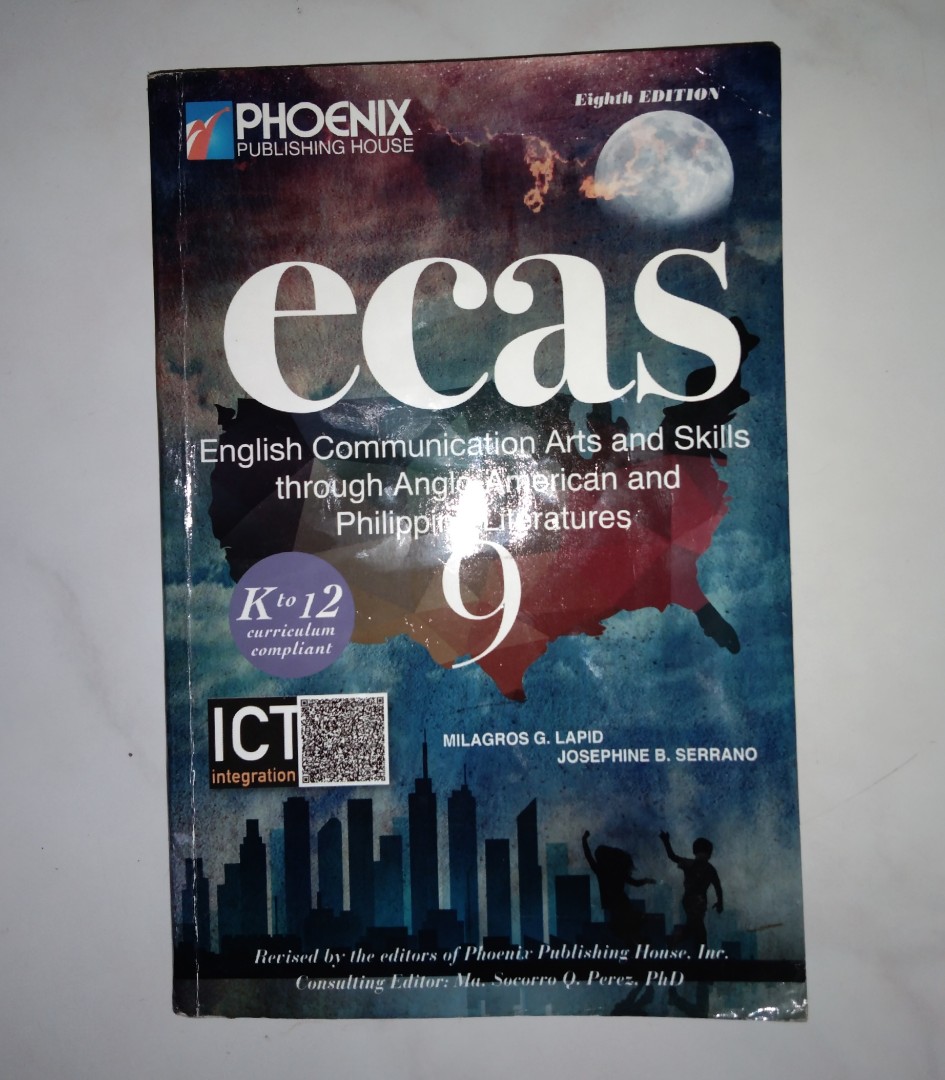 PHOENIX
PUBLISHING HOUSE
Eighth EDITION
ecas
English Communication Arts and Skills
through Anglo-American and
Philippine Literatures
9
K to 12
curriculum
compliant
ICT
integration
MILAGROS G. LAPID
JOSEPHINE B. SERRANO
Revised by the editors of Phoenix Publishing House, Inc.
Consulting Editor: Ma. Socorro Q. Perez, PhD